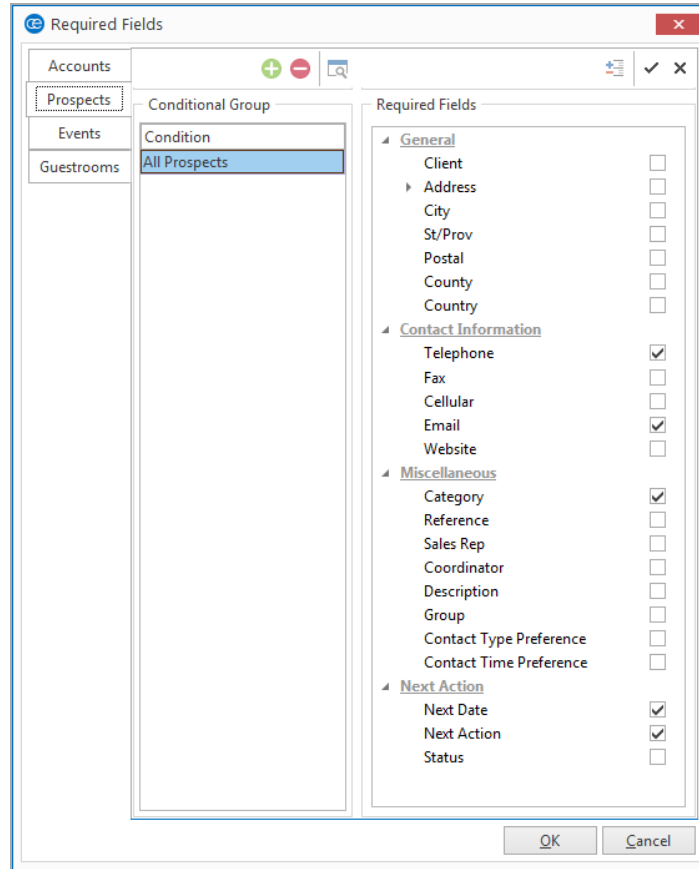 Required Fields
Accounts
Prospects
Events
Guestrooms
Conditional Group
Condition
All Prospects
Required Fields
General
Client
Address
City
St/Prov
Postal
County
Country
Contact Information
Telephone
Fax
Cellular
Email
Website
Miscellaneous
Category
Reference
Sales Rep
Coordinator
Description
Group
Contact Type Preference
Contact Time Preference
Next Action
Next Date
Next Action
Status
OK
Cancel